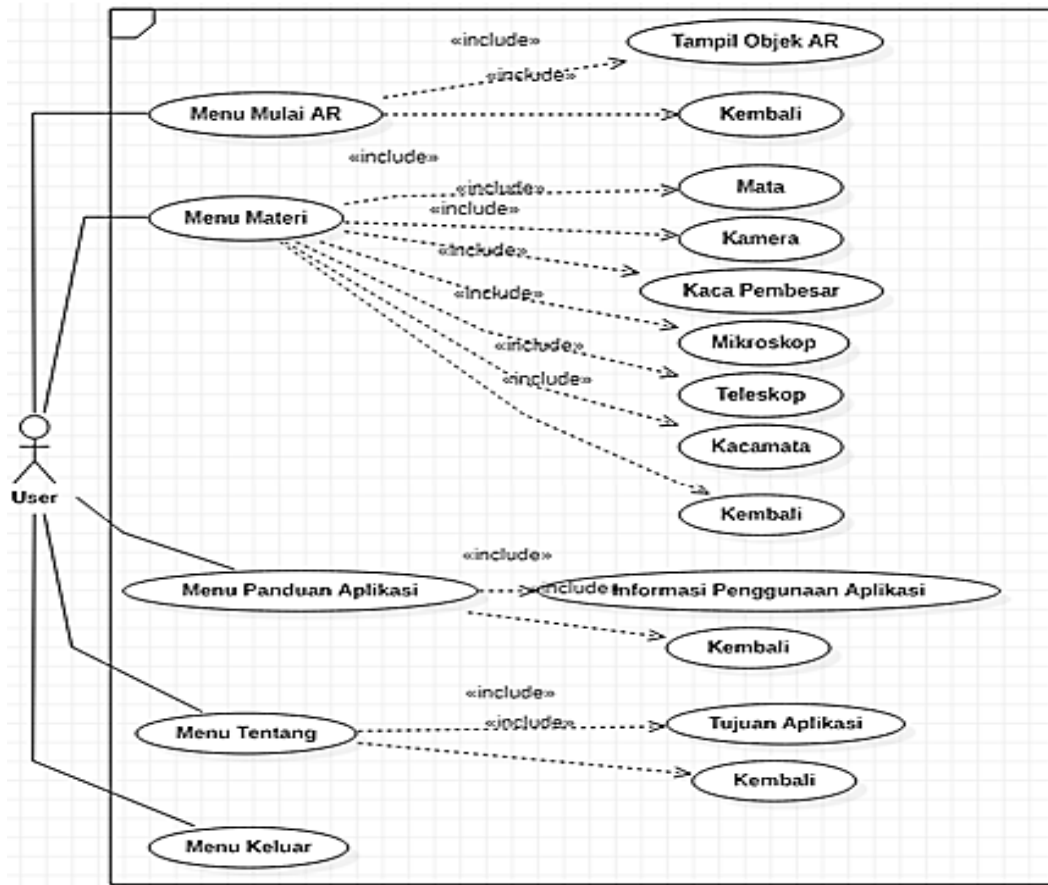 «include»
Tampil Objek AR
«include»
Menu Mulai AR
Kembali
«include»
Mata
«include»
Menu Materi
«include»
Kamera
«include»
Kaca Pembesar
«include»
Mikroskop
«include»
Teleskop
«include»
Kacamata
User
Kembali
«include»
Menu Panduan Aplikasi
«include»
Informasi Penggunaan Aplikasi
Kembali
«include»
Menu Tentang
«include»
Tujuan Aplikasi
Kembali
Menu Keluar